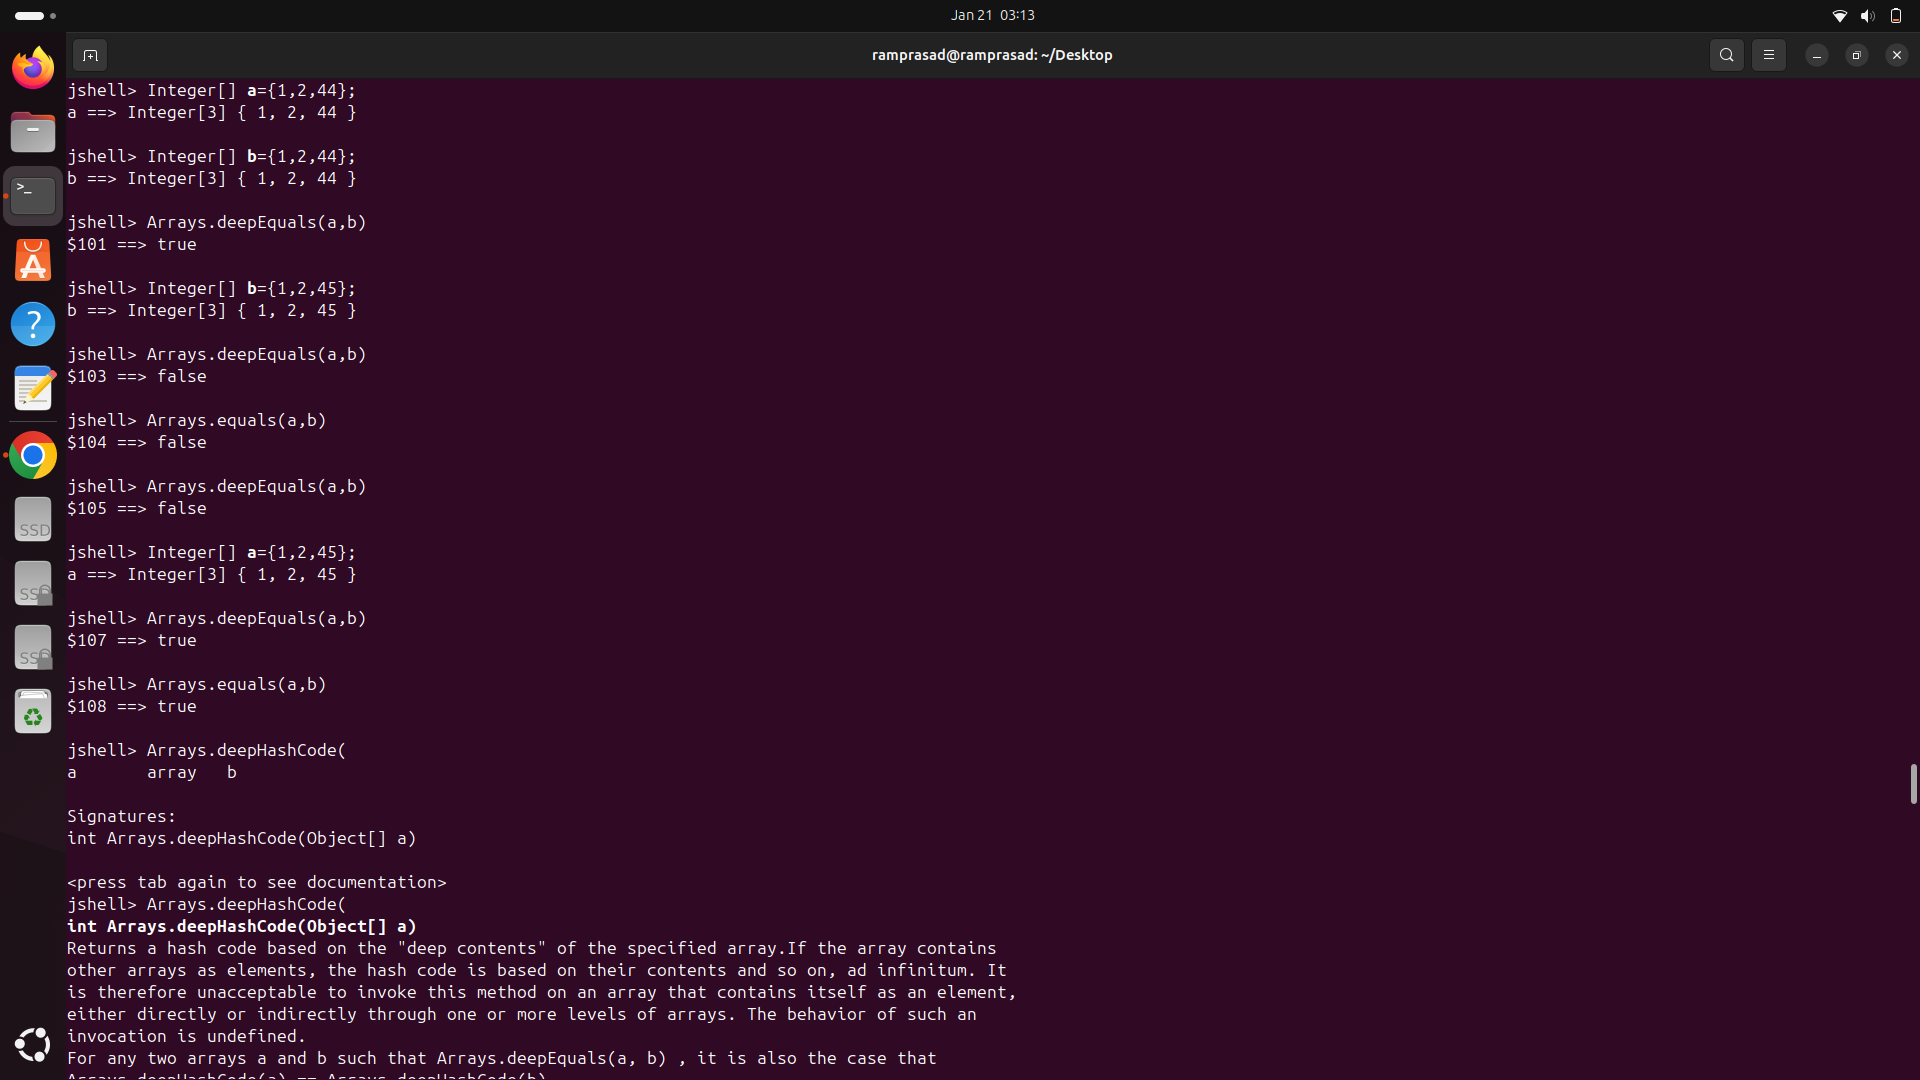 Jan 21 03:13
ramprasad@ramprasad: ~/Desktop
jshell> Integer[] a={1,2,44};
a ==> Integer[3] { 1, 2, 44 }
jshell> Integer[] b={1,2,44};
b ==> Integer[3] { 1, 2, 44 }
jshell> Arrays.deepEquals(a,b)
$101 ==> true
jshell> Integer[] b={1,2,45};
b ==> Integer[3] { 1, 2, 45 }
jshell> Arrays.deepEquals(a,b)
$103 ==> false
jshell> Arrays.equals(a,b)
$104 ==> false
jshell> Arrays.deepEquals(a,b)
$105 ==> false
jshell> Integer[] a={1,2,45};
a ==> Integer[3] { 1, 2, 45 }
jshell> Arrays.deepEquals(a,b)
$107 ==> true
jshell> Arrays.equals(a,b)
$108 ==> true
jshell> Arrays.deepHashCode(
a       array   b
Signatures:
int Arrays.deepHashCode(Object[] a)
<press tab again to see documentation>
jshell> Arrays.deepHashCode(
int Arrays.deepHashCode(Object[] a)
Returns a hash code based on the "deep contents" of the specified array.If the array contains
other arrays as elements, the hash code is based on their contents and so on, ad infinitum. It
is therefore unacceptable to invoke this method on an array that contains itself as an element,
either directly or indirectly through one or more levels of arrays. The behavior of such an
invocation is undefined.
For any two arrays a and b such that Arrays.deepEquals(a, b) , it is also the case that
Arrays.deepHashCode(a) == Arrays.deepHashCode(b)
>_
A
?
SSD
SSD
SSD